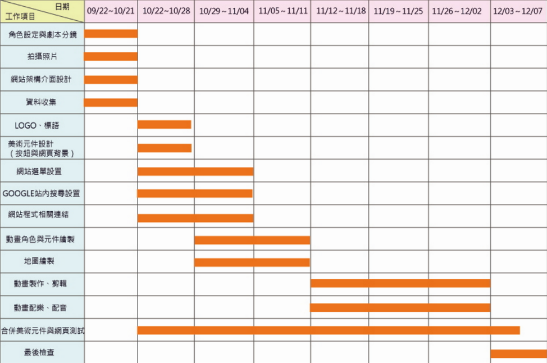 日期
工作項目
09/22~10/21 10/22~10/28 10/29~11/04 11/05~11/11 11/12~11/18 11/19~11/25 11/26~12/02 12/03~12/07
角色設定與劇本分鏡
拍攝照片
網站架構介面設計
資料收集
LOGO、標語
美術元件設計
(按鈕與網頁背景)
網站選單設置
GOOGLE站內搜尋設置
網站程式相關連結
動畫角色與元件繪製
地圖繪製
動畫製作、剪輯
動畫配樂、配音
合併美術元件與網頁測試
最後檢查